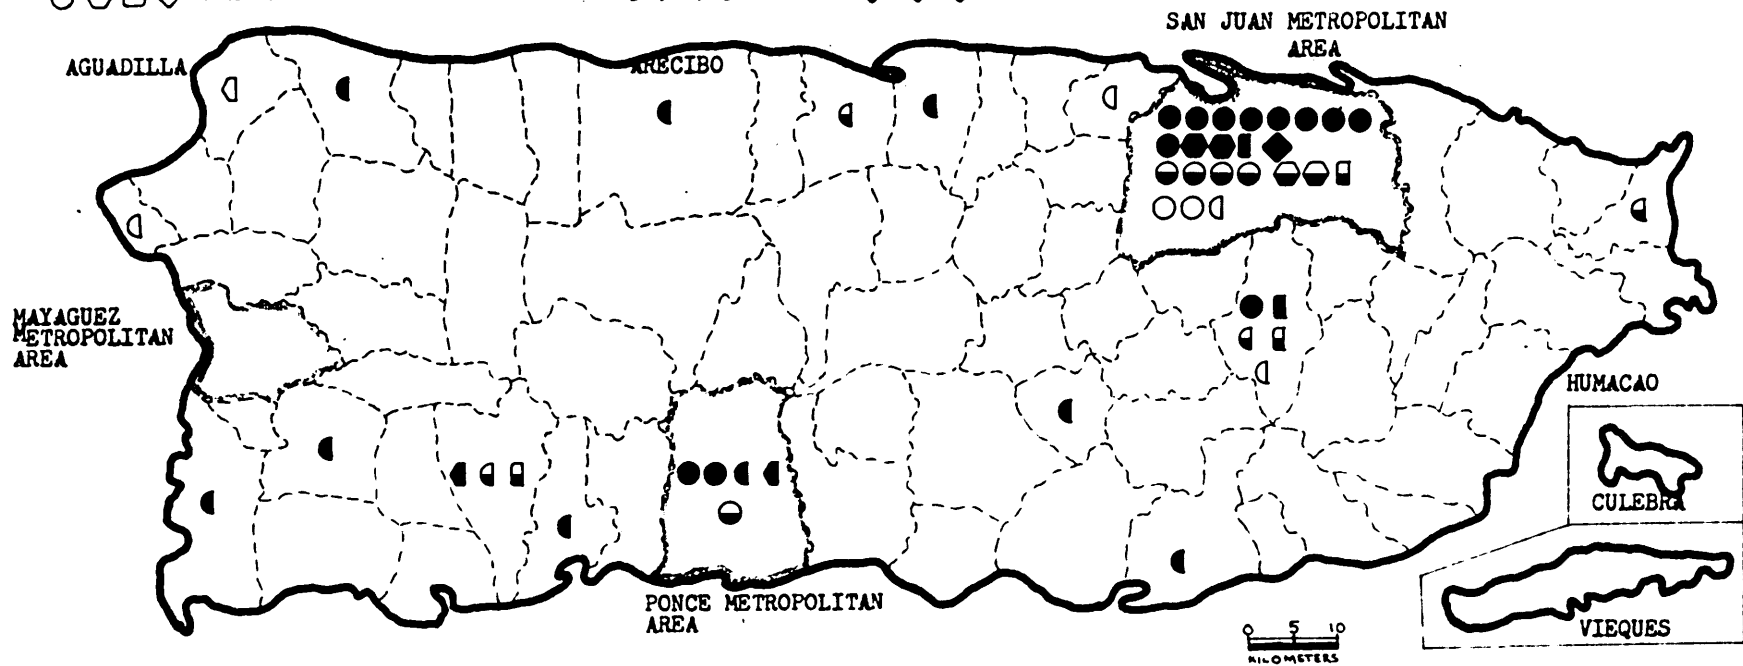 SAN JUAN METROPOLITAN
AREA
AGUADILLA
ARECIBO
MAYAGUEZ
METROPOLITAN
AREA
HUMACAO
CULEBRA
PONCE METROPOLITAN
AREA
VIEQUES
0 5 10
KILOMETERS